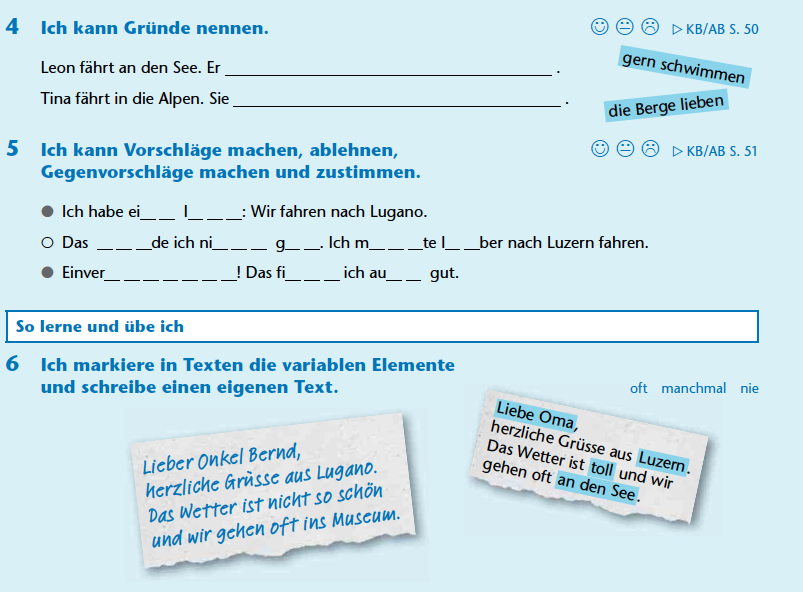 4 Ich kann Gründe nennen. ▷ KB/AB S. 50
Leon fährt an den See. Er ______________________ .
gern schwimmen
Tina fährt in die Alpen. Sie ______________________ .
die Berge lieben
5 Ich kann Vorschläge machen, ablehnen, ▷ KB/AB S. 51
Gegenvorschläge machen und zustimmen.
Ich habe ei__ __ I__ __ __: Wir fahren nach Lugano.
Das __ __ __de ich ni__ __ __ g__ __. Ich m__ __ __te l__ __ber nach Luzern fahren.
Einver__ __ __ __ __ __ __! Das fi__ __ __ ich au__ __ gut.
So lerne und übe ich
6 Ich markiere in Texten die variablen Elemente
und schreibe einen eigenen Text. oft manchmal nie
Lieber Onkel Bernd,
herzliche Grüsse aus Lugano.
Das Wetter ist nicht so schön
und wir gehen oft ins Museum.
Liebe Oma,
herzliche Grüsse aus Luzern.
Das Wetter ist toll und wir
gehen oft an den See.